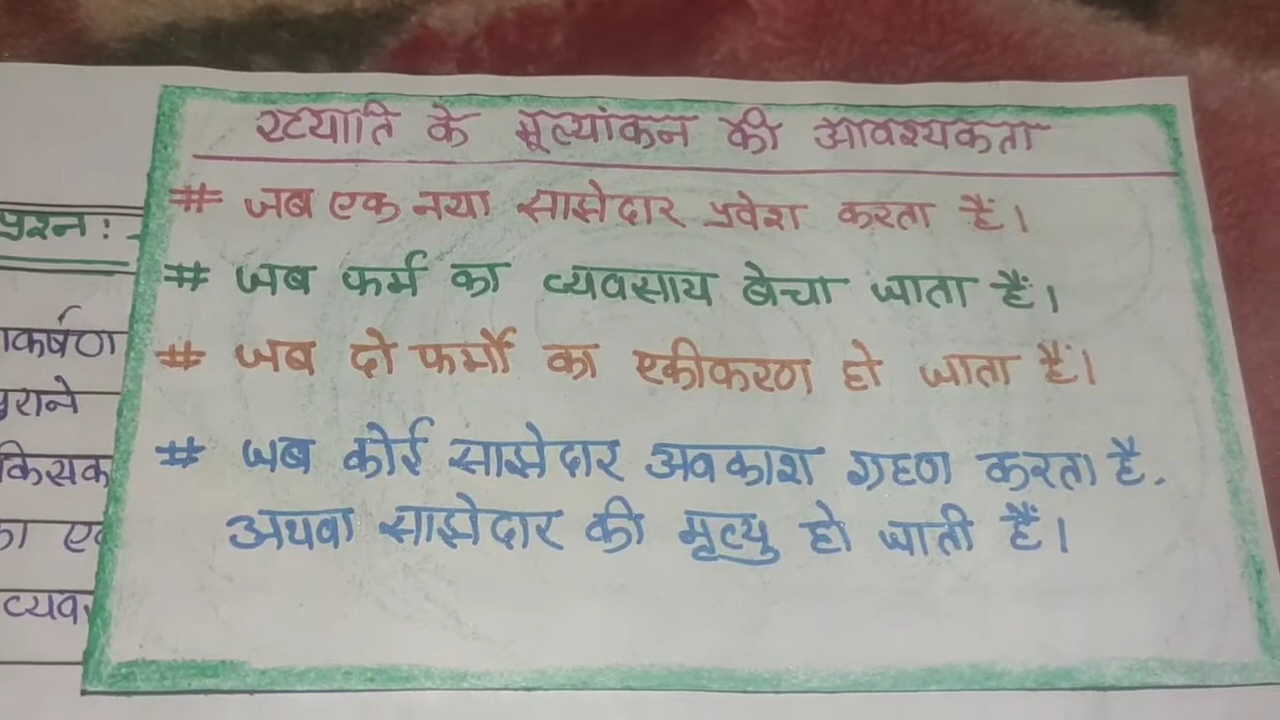 ख्याति के मूल्यांकन की आवश्यकता
# जब एक नया साझेदार प्रवेश करता हैं।
# जब फर्म का व्यवसाय बेचा जाता हैं।
# जब दो फर्मों का एकीकरण हो जाता हैं।
# जब कोई साझेदार अवकाश ग्रहण करता है.
अथवा साझेदार की मृत्यु हो जाती हैं।
प्रश्न:-
पुराने